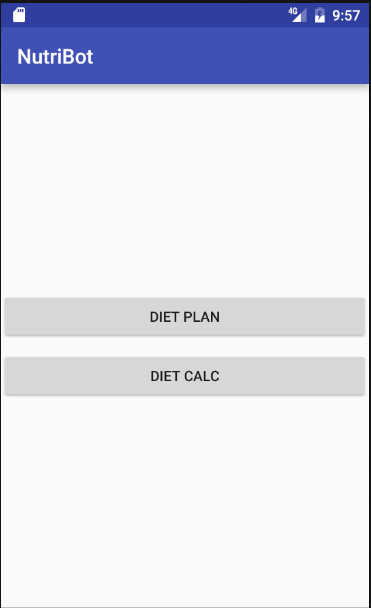 4G 9:57
NutriBot
DIET PLAN
DIET CALC